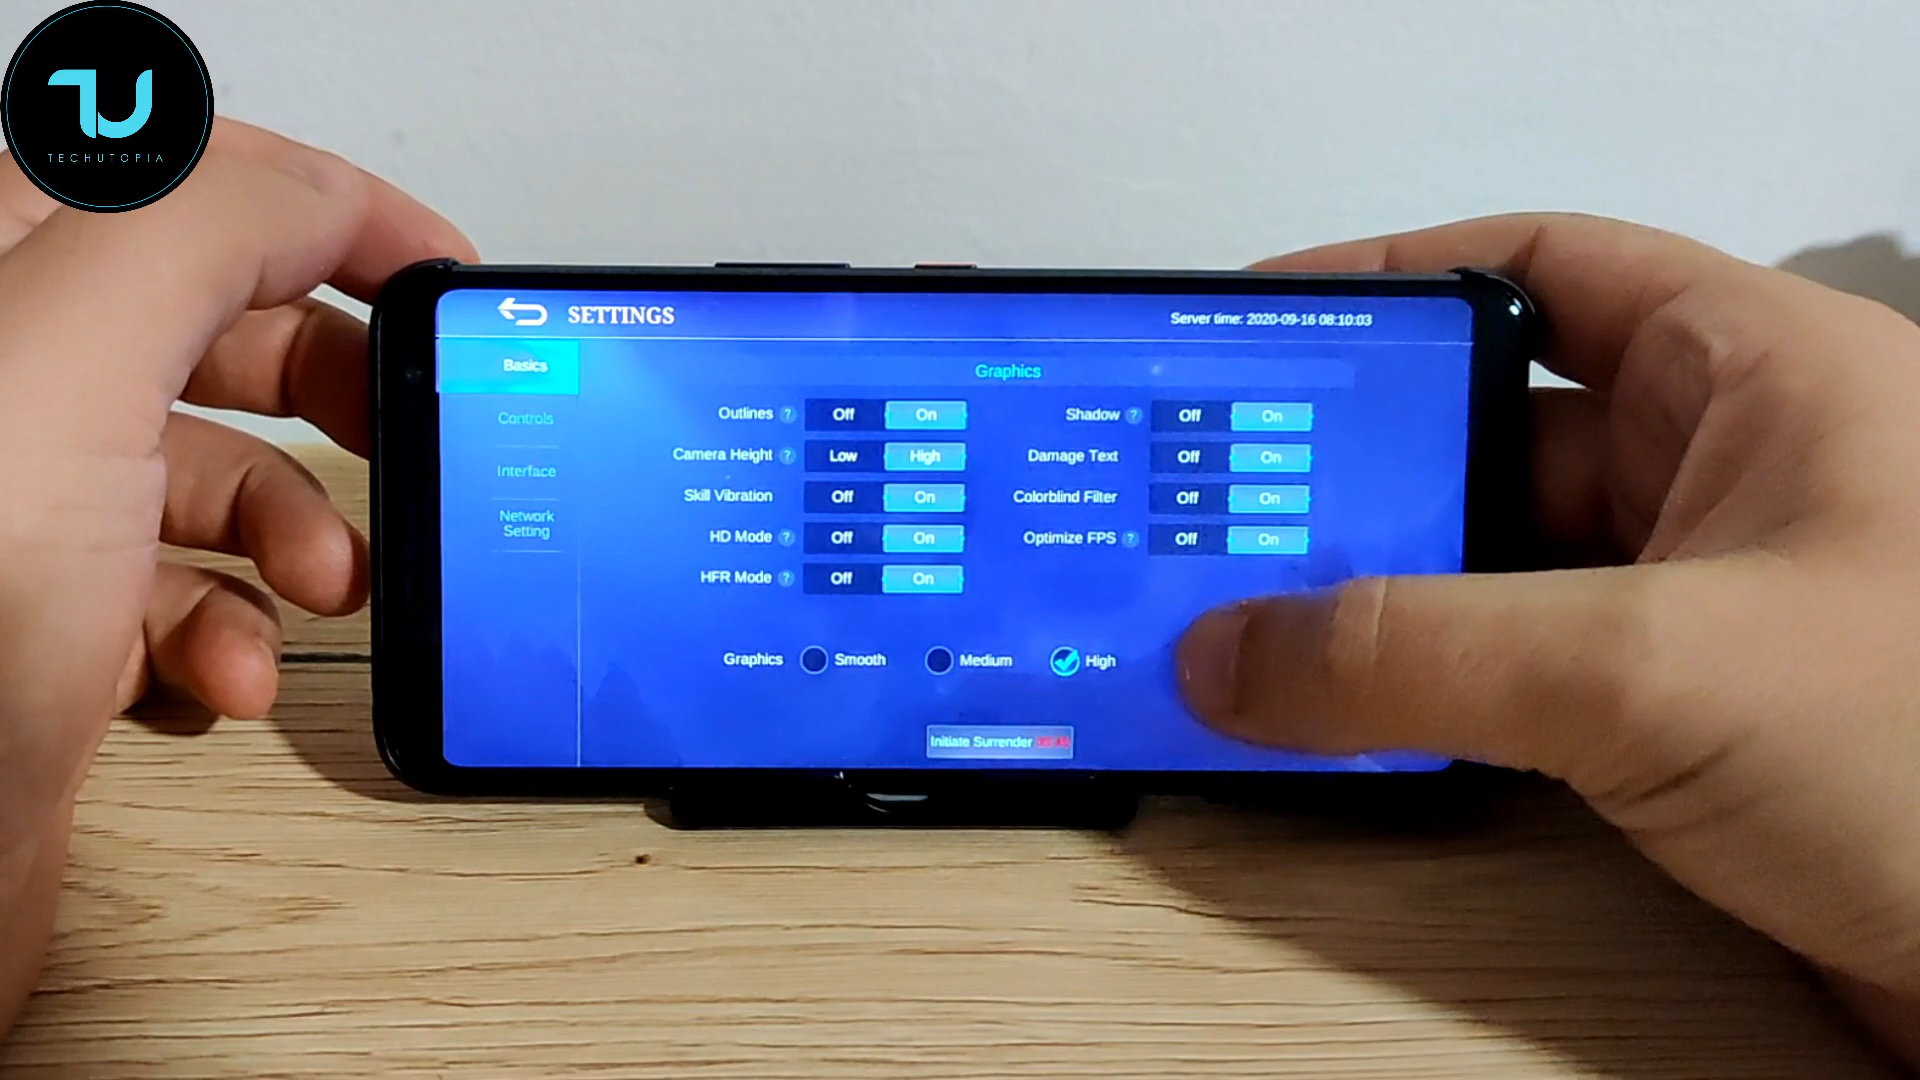 TU
TECHUTOPIA
SETTINGS
Server time: 2020-09-16 08:10:03
Basics
Controls
Interface
Network
Setting
Graphics
Outlines ? Off On
Shadow ? Off On
Camera Height ? Low High
Damage Text Off On
Skill Vibration Off On
Colorblind Filter Off On
HD Mode ? Off On
Optimize FPS ? Off On
HFR Mode ? Off On
Graphics Smooth Medium High
Initiate Surrender